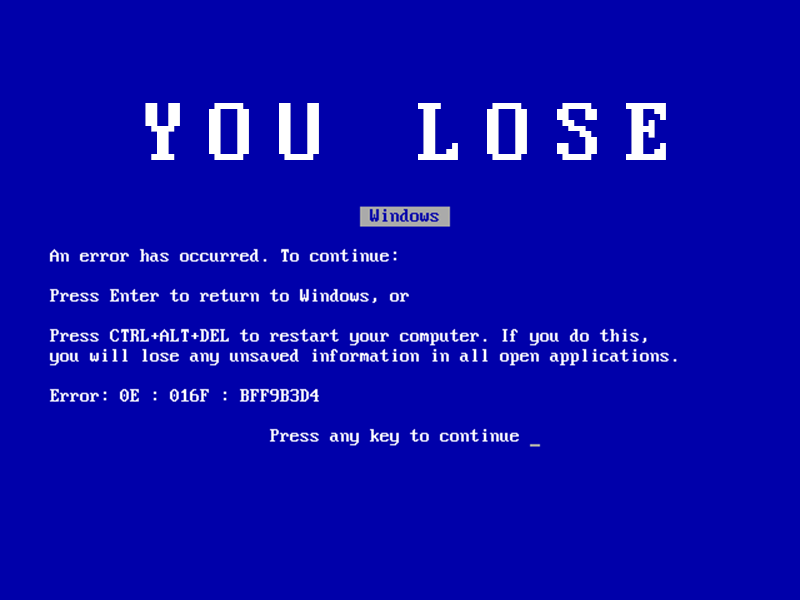 YOU LOSE
Windows
An error has occurred. To continue:
Press Enter to return to Windows, or
Press CTRL+ALT+DEL to restart your computer. If you do this,
you will lose any unsaved information in all open applications.
Error: 0E : 016F : BFF9B3D4
Press any key to continue _